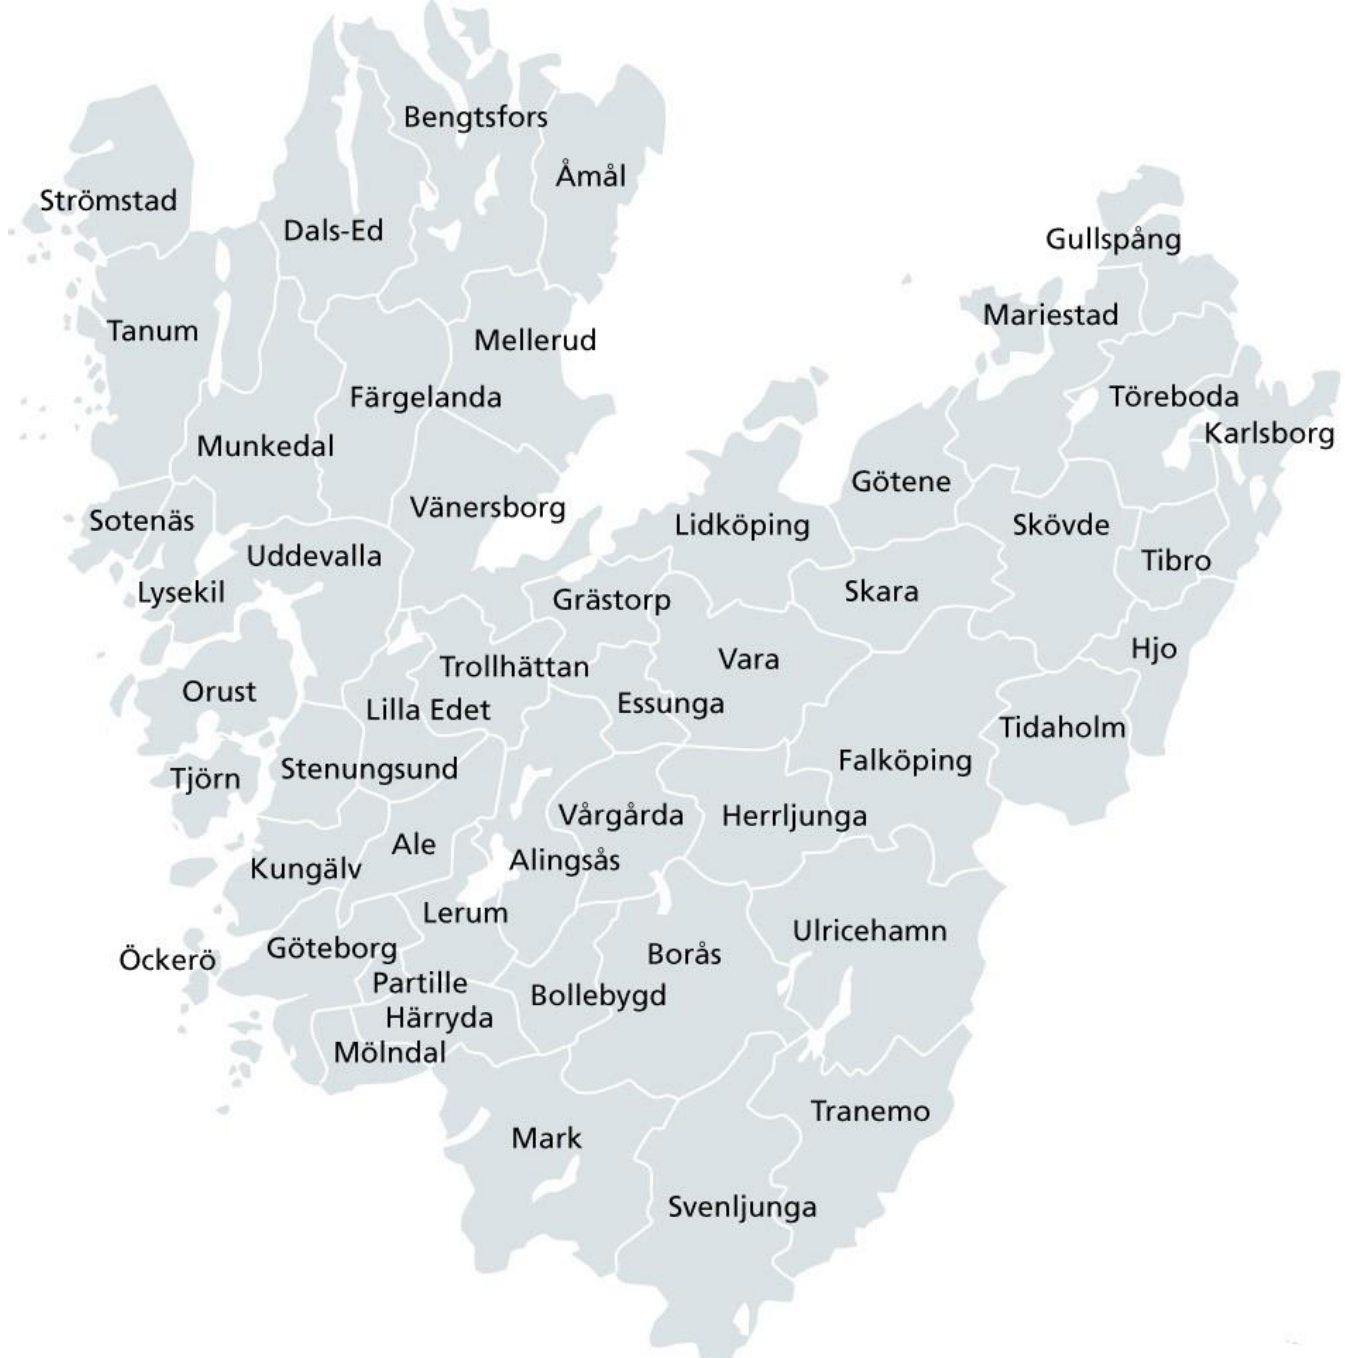 Bengtsfors
Åmål
Strömstad
Dals-Ed
Gullspång
Mariestad
Tanum
Mellerud
Färgelanda
Töreboda
Karlsborg
Munkedal
Götene
Vänersborg
Sotenäs
Lidköping
Skövde
Uddevalla
Tibro
Lysekil
Grästorp
Skara
Hjo
Vara
Trollhättan
Orust
Essunga
Lilla Edet
Tidaholm
Falköping
Stenungsund
Tjörn
Vårgårda
Herrljunga
Ale
Alingsås
Kungälv
Lerum
Ulricehamn
Göteborg
Borås
Öckerö
Partille
Bollebygd
Härryda
Mölndal
Tranemo
Mark
Svenljunga